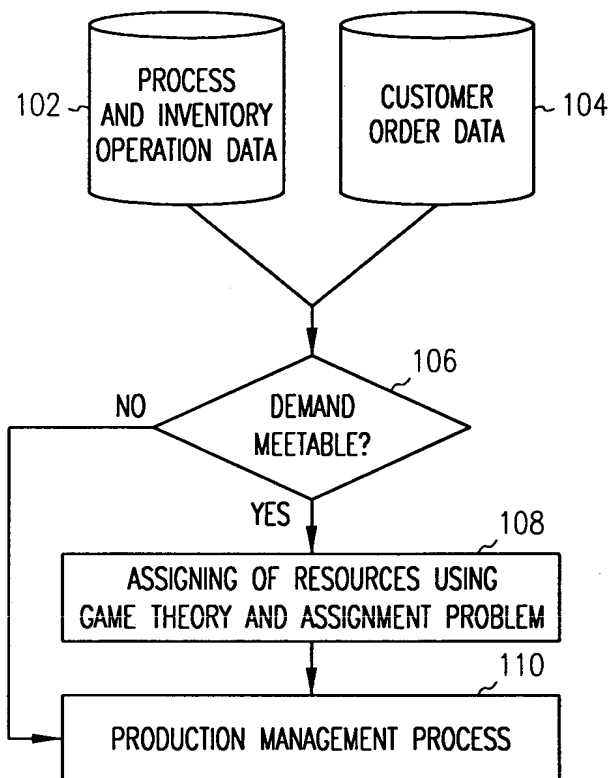 102
PROCESS
AND INVENTORY
OPERATION DATA
CUSTOMER
ORDER DATA
104
106
DEMAND
MEETABLE?
NO
YES
108
ASSIGNING OF RESOURCES USING
GAME THEORY AND ASSIGNMENT PROBLEM
110
PRODUCTION MANAGEMENT PROCESS